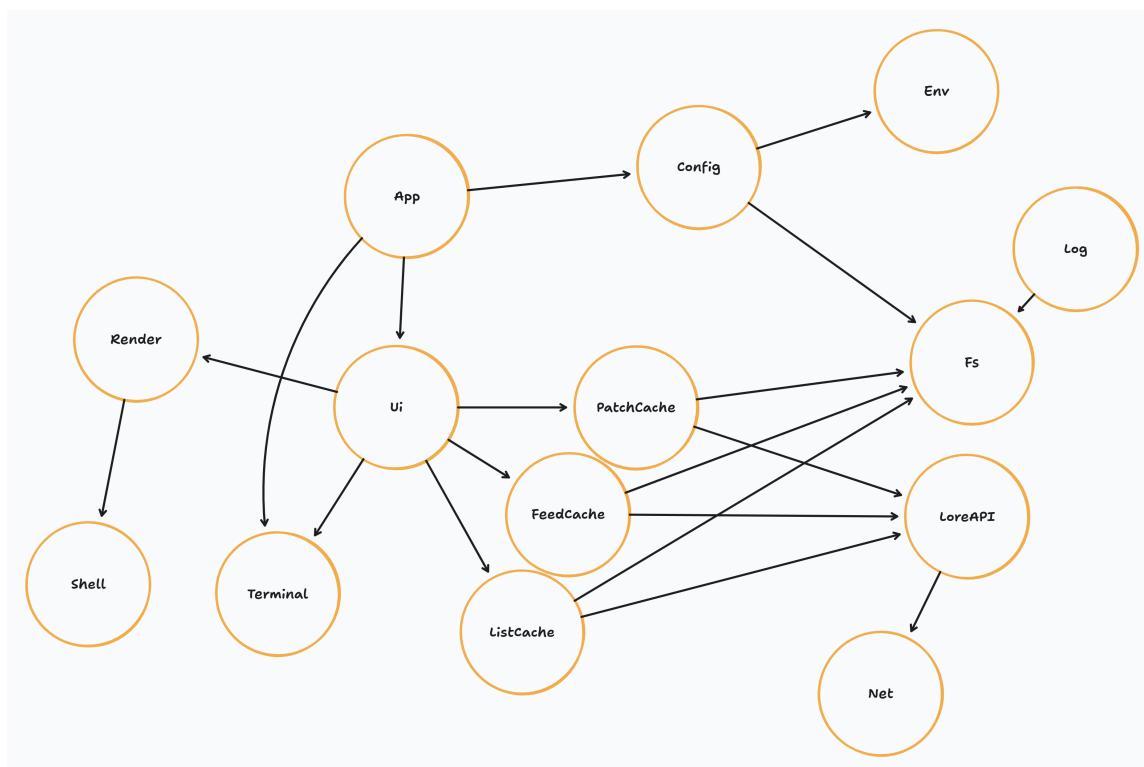 Env
Config
App
Log
Render
Fs
Ui
PatchCache
FeedCache
LoreAPI
Shell
Terminal
ListCache
Net